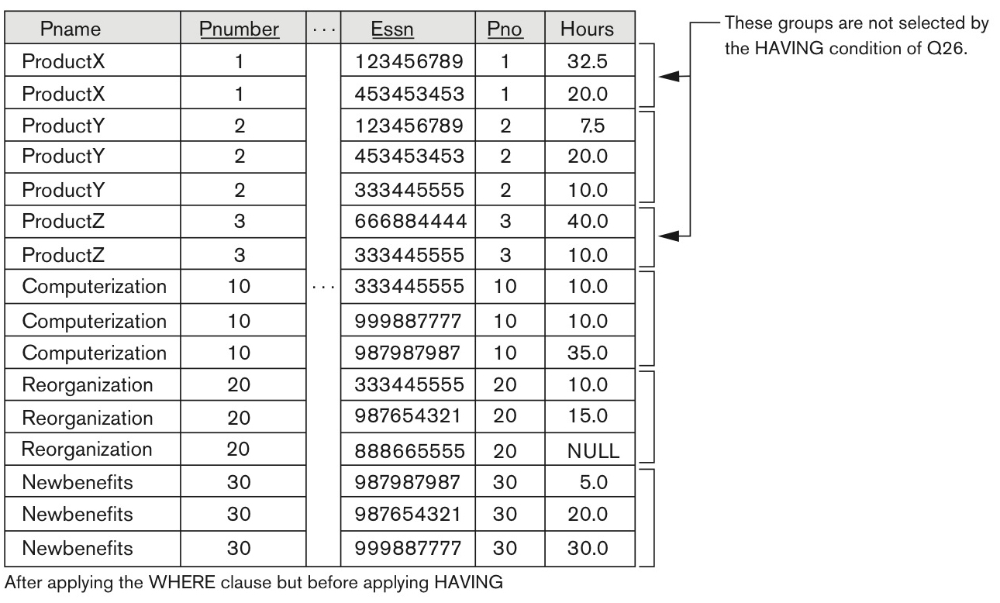 Pname Pnumber ... Essn Pno Hours
These groups are not selected by
the HAVING condition of Q26.
ProductX 1 123456789 1 32.5
ProductX 1 453453453 1 20.0
ProductY 2 123456789 2 7.5
ProductY 2 453453453 2 20.0
ProductY 2 333445555 2 10.0
ProductZ 3 666884444 3 40.0
ProductZ 3 333445555 3 10.0
Computerization 10 ... 333445555 10 10.0
Computerization 10 999887777 10 10.0
Computerization 10 987987987 10 35.0
Reorganization 20 333445555 20 10.0
Reorganization 20 987654321 20 15.0
Reorganization 20 888665555 20 NULL
Newbenefits 30 987987987 30 5.0
Newbenefits 30 987654321 30 20.0
Newbenefits 30 999887777 30 30.0
After applying the WHERE clause but before applying HAVING